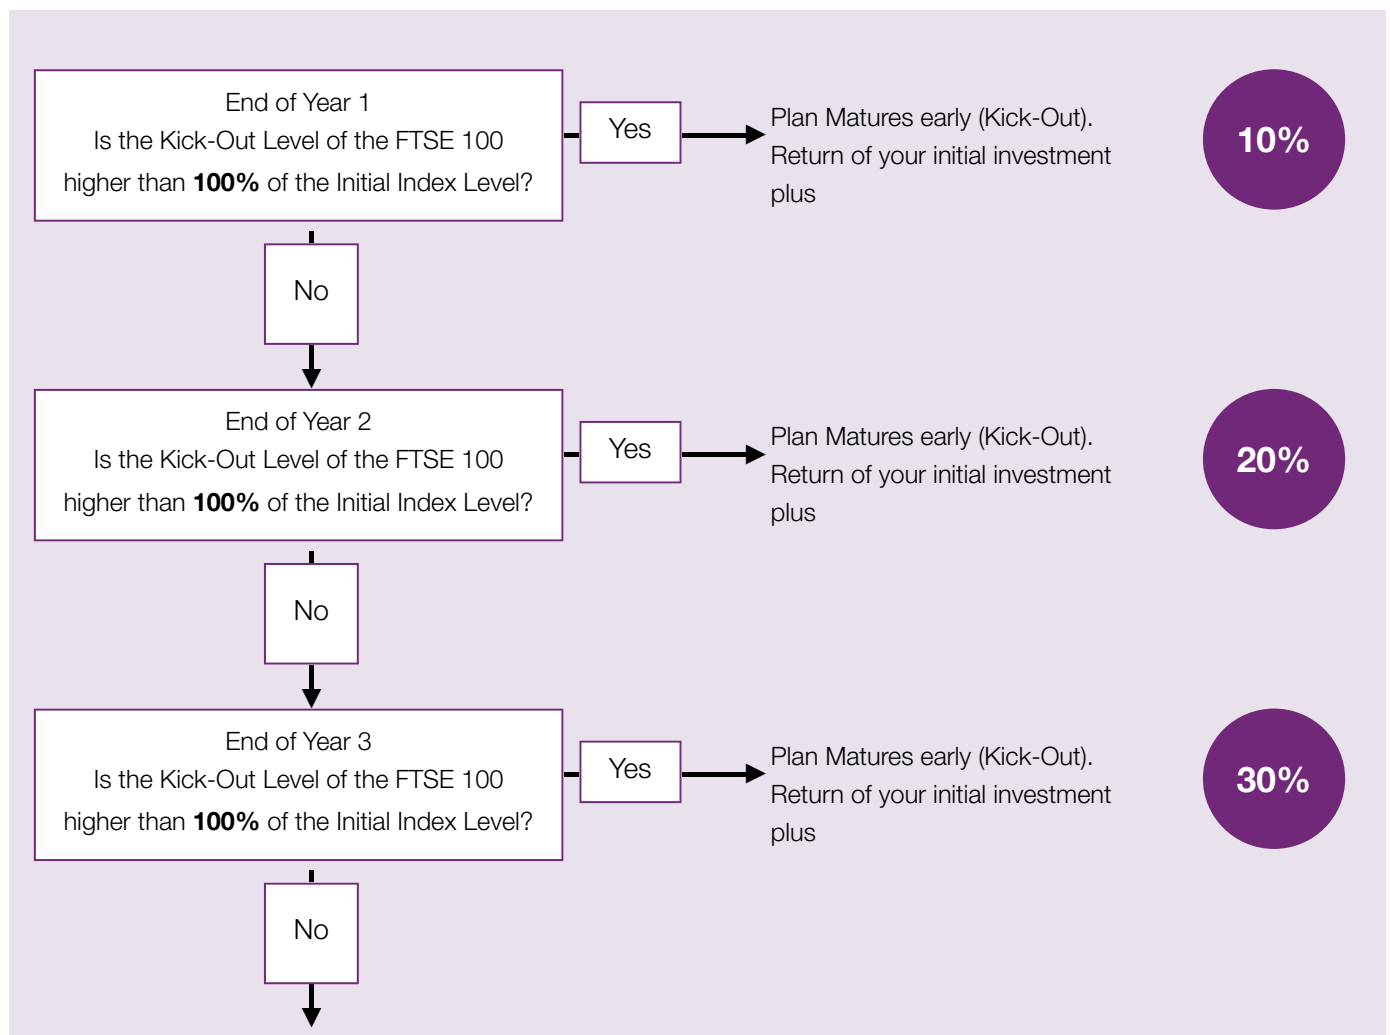 End of Year 1
Is the Kick-Out Level of the FTSE 100
higher than 100% of the Initial Index Level?
Yes
Plan Matures early (Kick-Out).
Return of your initial investment
plus
10%
No
End of Year 2
Is the Kick-Out Level of the FTSE 100
higher than 100% of the Initial Index Level?
Yes
Plan Matures early (Kick-Out).
Return of your initial investment
plus
20%
No
End of Year 3
Is the Kick-Out Level of the FTSE 100
higher than 100% of the Initial Index Level?
Yes
Plan Matures early (Kick-Out).
Return of your initial investment
plus
30%
No